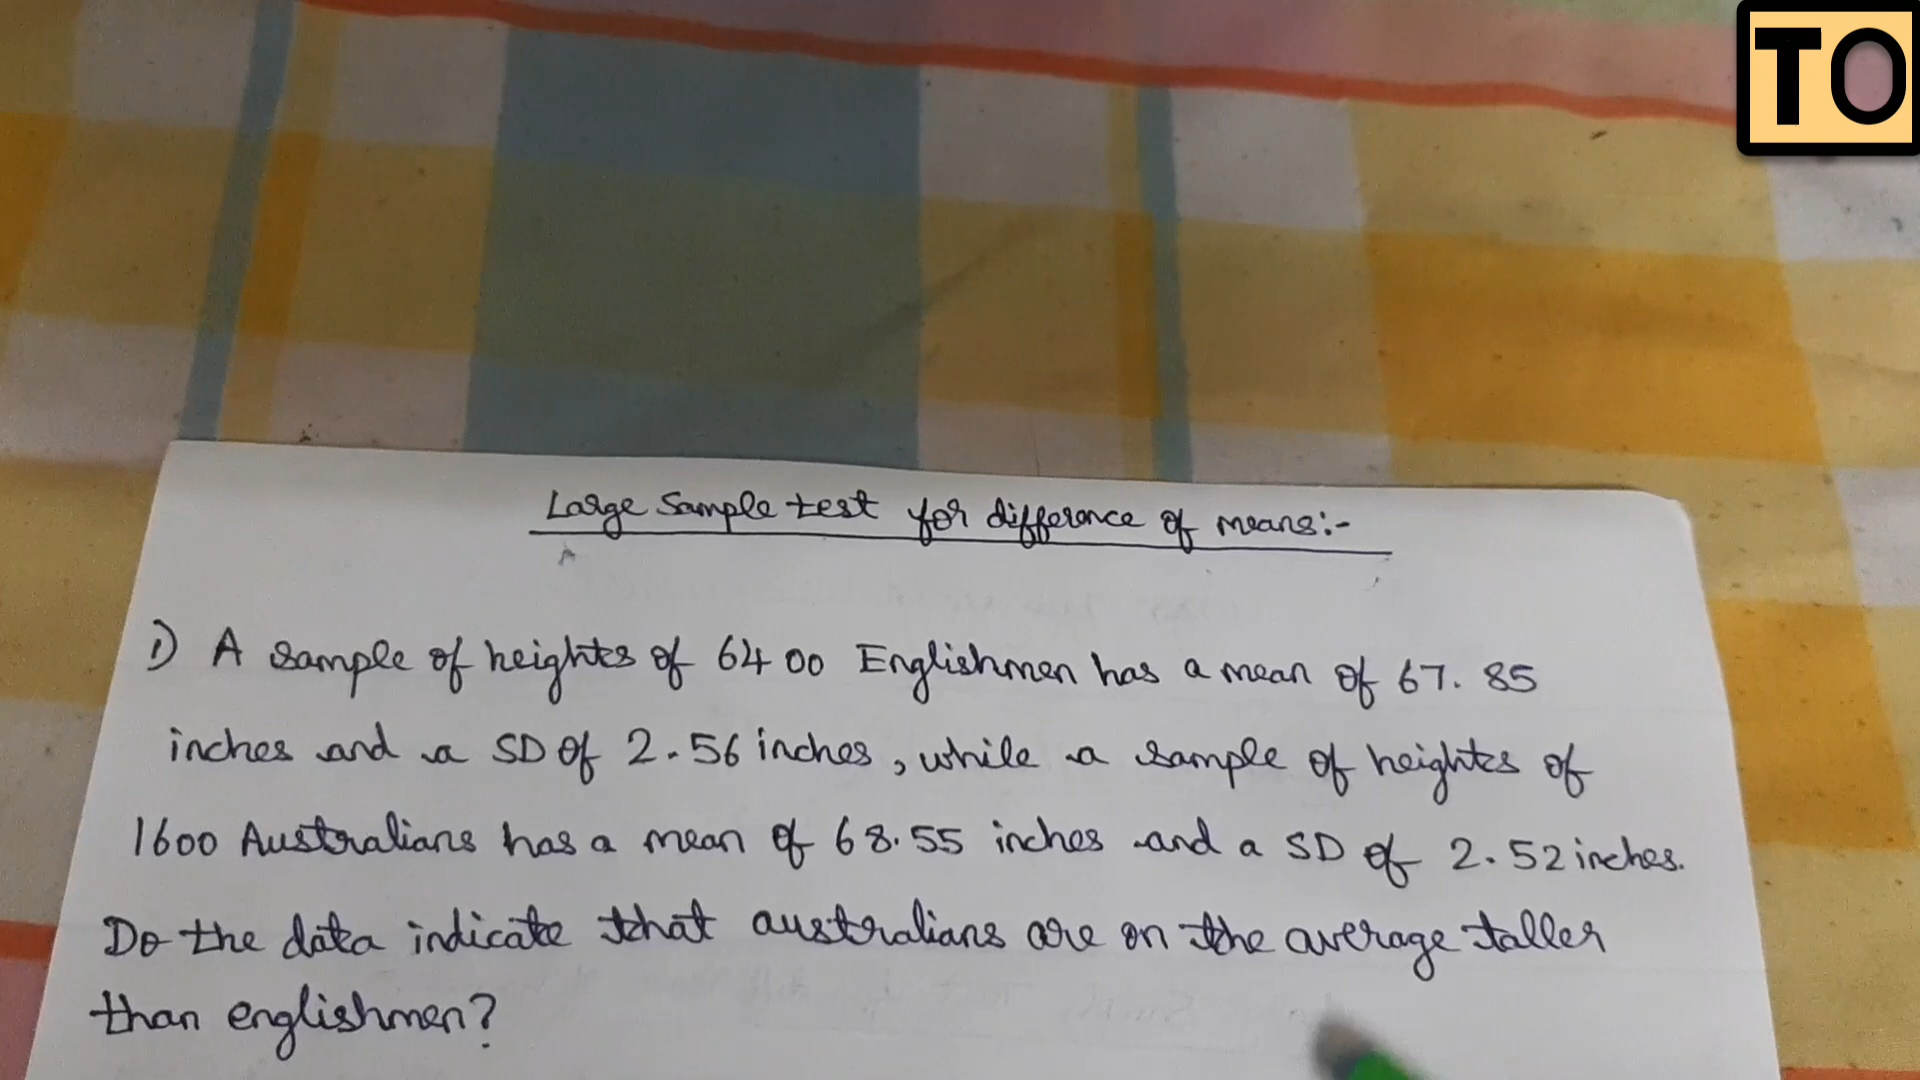 TO
Large Sample test for difference of means:-
1) A sample of heights of 6400 Englishmen has a mean of 67.85
inches and a SD of 2.56 inches, while a sample of heights of
1600 Australians has a mean of 68.55 inches and a SD of 2.52 inches.
Do the data indicate that australians are on the average taller
than englishmen?